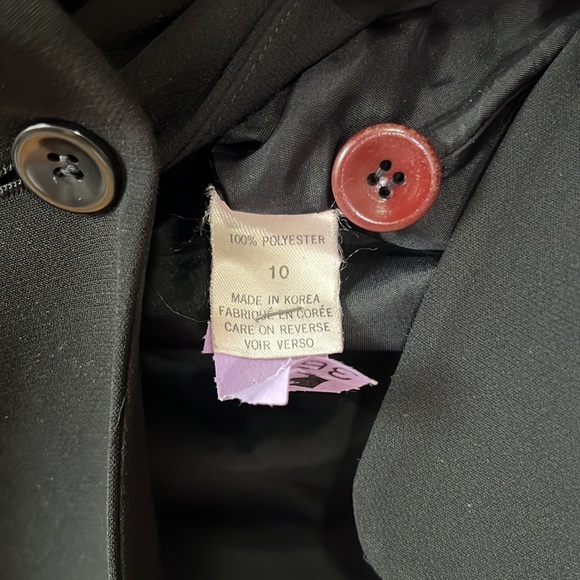 100% POLYESTER
10
MADE IN KOREA
FABRIQUÉ EN CORÉE
CARE ON REVERSE
VOIR VERSO